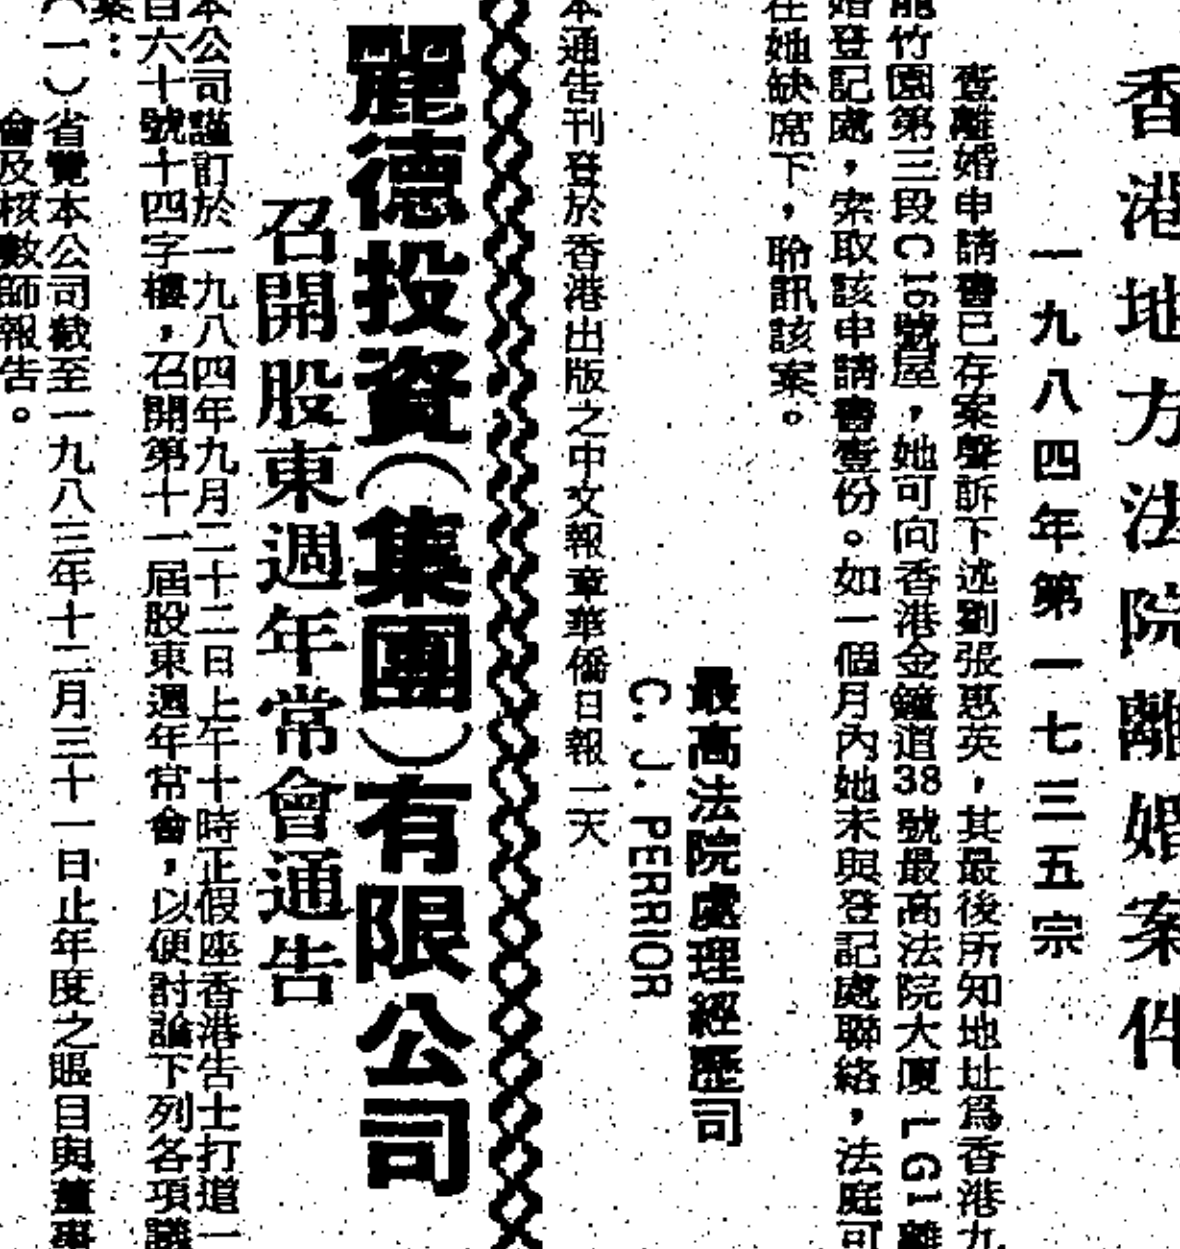 香港地方法院離婚案件
一九八四年第一七三五宗
查離婚申請書已存案聲訴下述劉張惠英，其最後所知地址爲香港九
龍竹園第三段C16號屋，她可向香港金鐘道38號最高法院大廈LG1離
婚登記處，索取該申請書壹份。如一個月內她未與登記處聯絡，法庭可
在她缺席下，聆訊該案。
最高法院處理經歷司
C. J. PERRIOR
本通告刊登於香港出版之中文報章華僑日報一天
麗德投資(集團)有限公司
召開股東週年常會通告
本公司謹訂於一九八四年九月二十二日上午十時正假座香港告士打道一
百六十號十四字樓，召開第十一屆股東週年常會，以便討論下列各項議
案：
(一)省覽本公司截至一九八三年十二月三十一日止年度之賬目與董事
會及核數師報告。